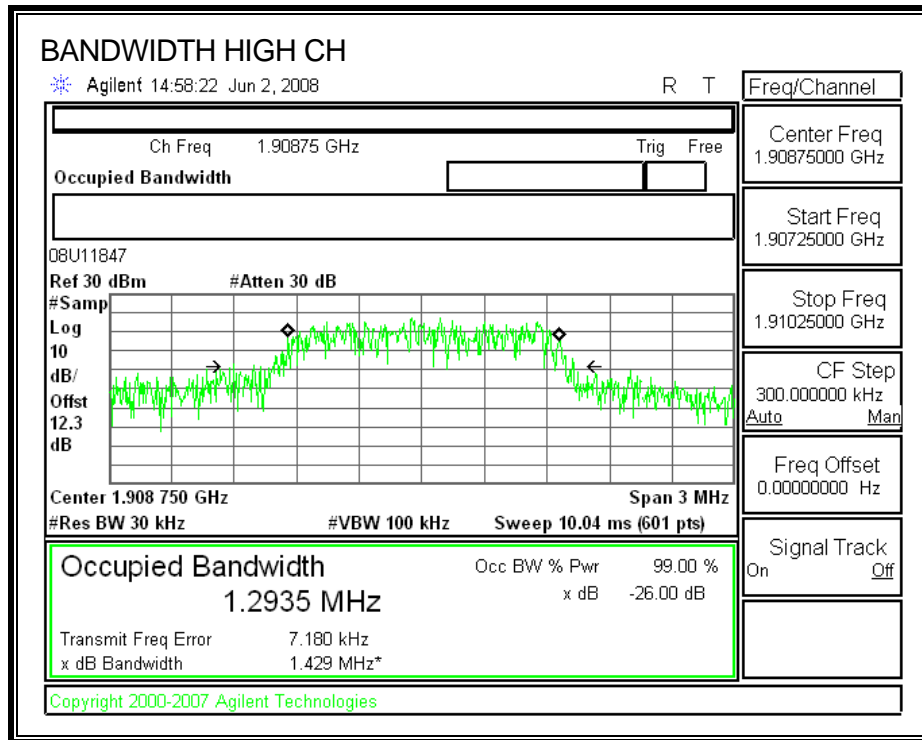 BANDWIDTH HIGH CH
Agilent 14:58:22 Jun 2, 2008 R T
Ch Freq 1.90875 GHz Trig Free
Occupied Bandwidth
08U11847
Ref 30 dBm #Atten 30 dB
#Samp
Log
10
dB/
Offst
12.3
dB
Center 1.908 750 GHz Span 3 MHz
#Res BW 30 kHz #VBW 100 kHz Sweep 10.04 ms (601 pts)
Occupied Bandwidth Occ BW % Pwr 99.00 %
1.2935 MHz x dB -26.00 dB
Transmit Freq Error 7.180 kHz
x dB Bandwidth 1.429 MHz*
Copyright 2000-2007 Agilent Technologies
Freq/Channel
Center Freq
1.90875000 GHz
Start Freq
1.90725000 GHz
Stop Freq
1.91025000 GHz
CF Step
300.000000 kHz
Auto Man
Freq Offset
0.00000000 Hz
Signal Track
On Off